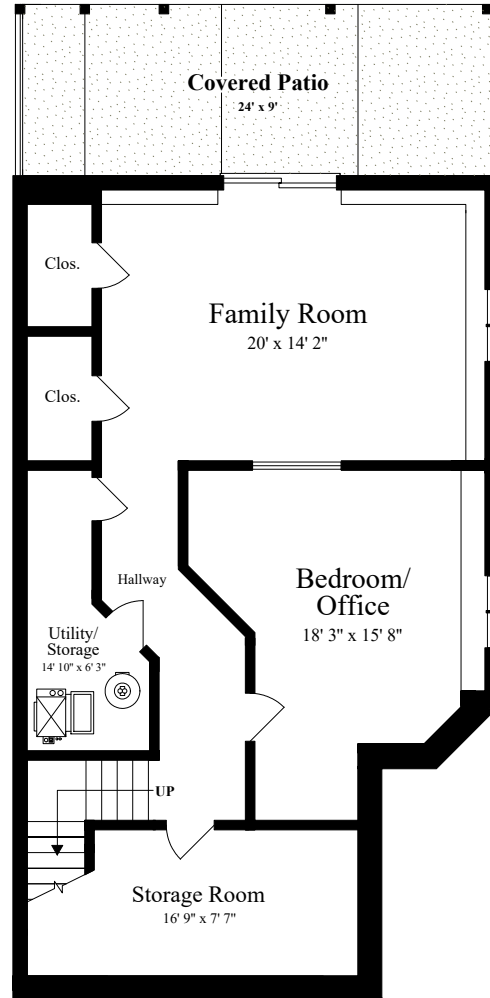 Covered Patio
24' x 9'
Clos.
Family Room
20' x 14' 2"
Clos.
Hallway
Bedroom/
Office
18' 3" x 15' 8"
Utility/
Storage
14' 10" x 6' 3"
UP
Storage Room
16' 9" x 7' 7"